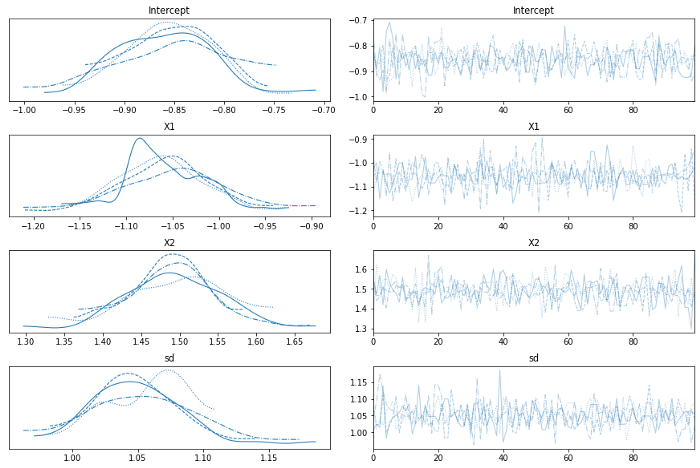 Intercept
−1.00 −0.95 −0.90 −0.85 −0.80 −0.75 −0.70
Intercept
−0.7
−0.8
−0.9
−1.0
0 20 40 60 80
X1
−1.20 −1.15 −1.10 −1.05 −1.00 −0.95 −0.90
X1
−0.9
−1.0
−1.1
−1.2
0 20 40 60 80
X2
1.30 1.35 1.40 1.45 1.50 1.55 1.60 1.65
X2
1.6
1.5
1.4
1.3
0 20 40 60 80
sd
1.00 1.05 1.10 1.15
sd
1.15
1.10
1.05
1.00
0 20 40 60 80